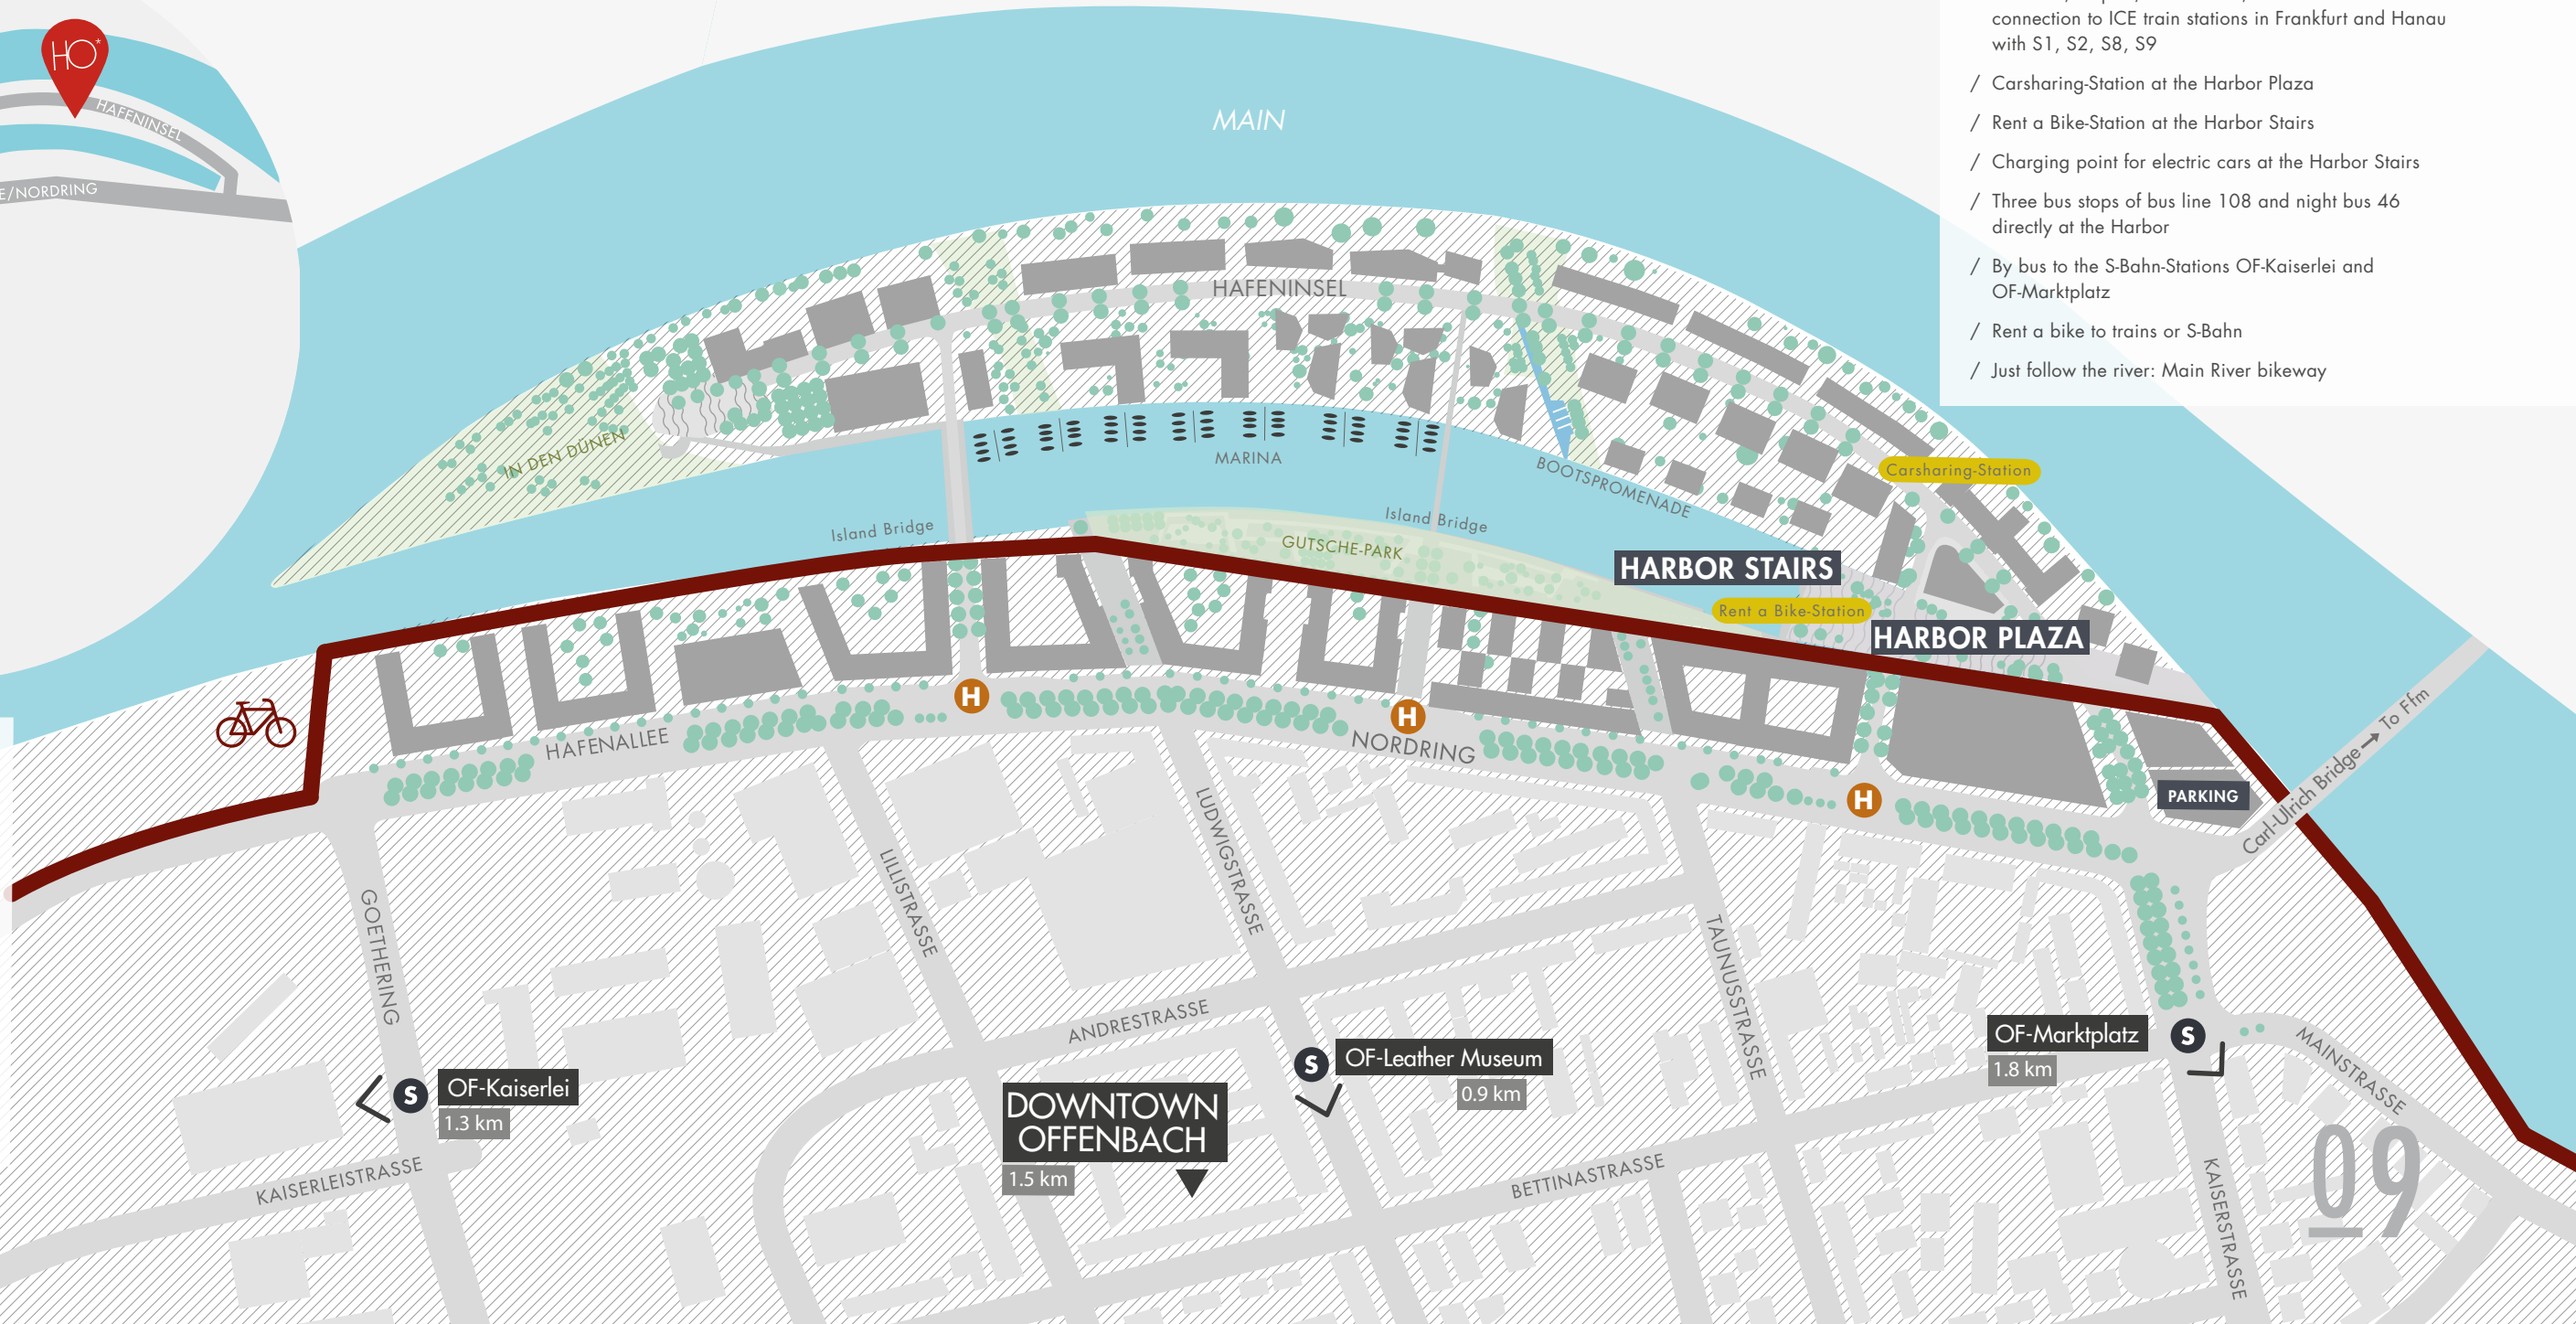 HO*
HAFENINSEL
E/NORDRING
connection to ICE train stations in Frankfurt and Hanau
with S1, S2, S8, S9
/ Carsharing-Station at the Harbor Plaza
/ Rent a Bike-Station at the Harbor Stairs
/ Charging point for electric cars at the Harbor Stairs
/ Three bus stops of bus line 108 and night bus 46
directly at the Harbor
/ By bus to the S-Bahn-Stations OF-Kaiserlei and
OF-Marktplatz
/ Rent a bike to trains or S-Bahn
/ Just follow the river: Main River bikeway
MAIN
HAFENINSEL
IN DEN DÜNEN
MARINA
BOOTSPROMENADE
Carsharing-Station
Island Bridge
Island Bridge
GUTSCHE-PARK
HARBOR STAIRS
Rent a Bike-Station
HARBOR PLAZA
H
H
H
HAFENALLEE
NORDRING
PARKING
Carl-Ulrich Bridge → To Ffm
GOETHERING
LILLISTRASSE
LUDWIGSTRASSE
TAUNUSSTRASSE
ANDRESTRASSE
S OF-Kaiserlei
1.3 km
DOWNTOWN
OFFENBACH
1.5 km
S OF-Leather Museum
0.9 km
OF-Marktplatz S
1.8 km
MAINSTRASSE
KAISERLEISTRASSE
BETTINASTRASSE
KAISERSTRASSE
09